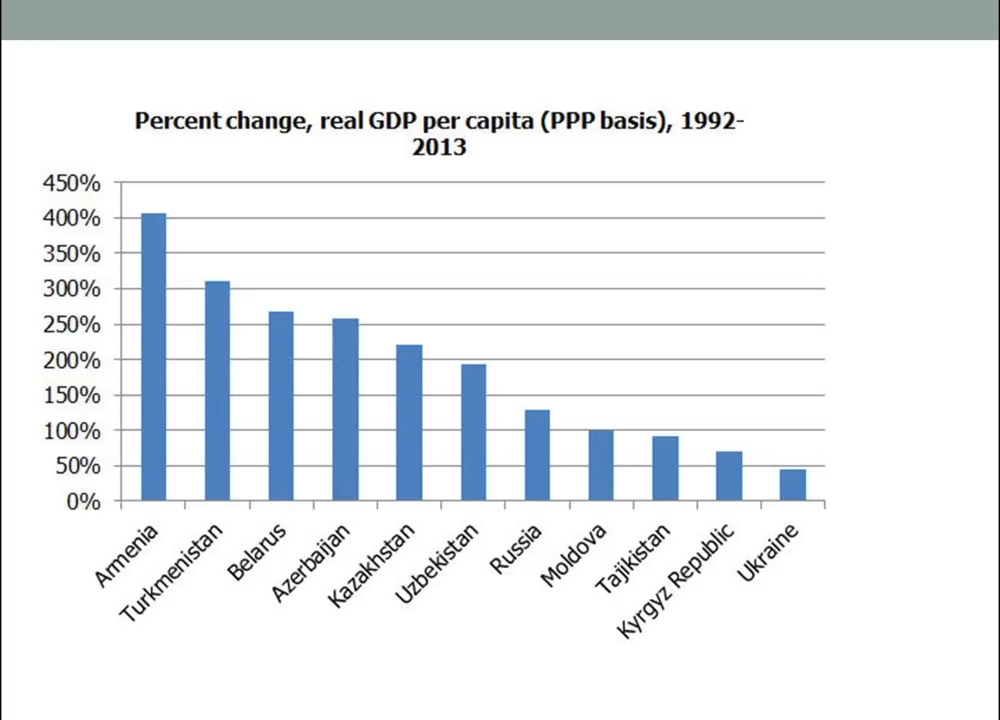 Percent change, real GDP per capita (PPP basis), 1992-
2013
450%
400%
350%
300%
250%
200%
150%
100%
50%
0%
Armenia
Turkmenistan
Belarus
Azerbaijan
Kazakhstan
Uzbekistan
Russia
Moldova
Tajikistan
Kyrgyz Republic
Ukraine